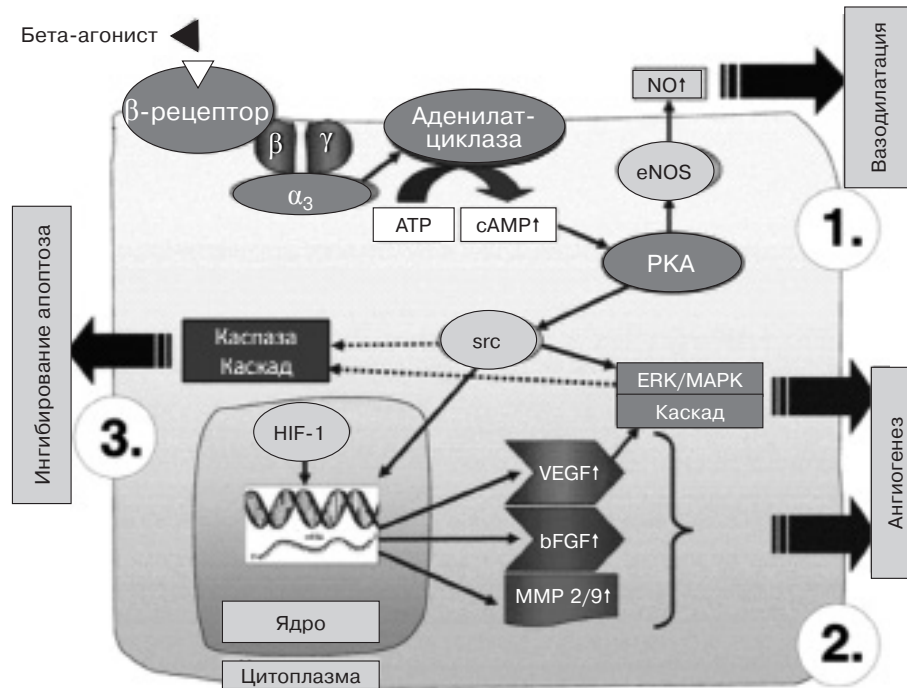 Бета-агонист
β-рецептор
β
γ
α3
Аденилат-
циклаза
NO↑
Вазодилатация
eNOS
1.
ATP
cAMP↑
PKA
Ингибирование апоптоза
Каспаза
Каскад
src
ERK/MAPK
Каскад
3.
HIF-1
VEGF↑
bFGF↑
MMP 2/9↑
Ангиогенез
Ядро
2.
Цитоплазма